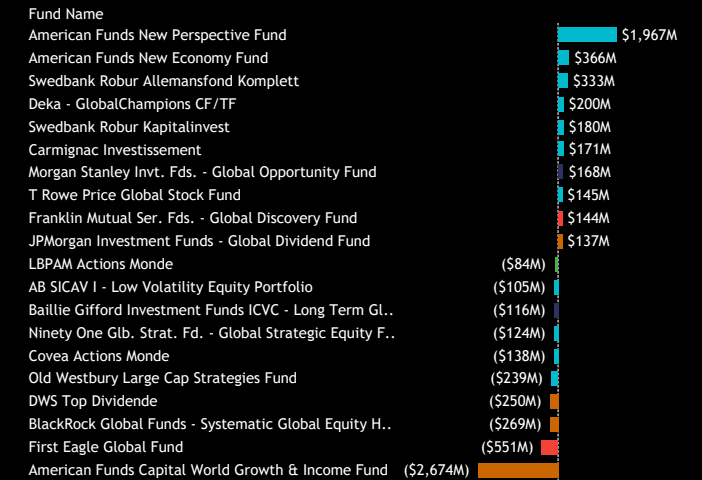 Fund Name
American Funds New Perspective Fund $1,967M
American Funds New Economy Fund $366M
Swedbank Robur Allemansfond Komplett $333M
Deka - GlobalChampions CF/TF $200M
Swedbank Robur Kapitalinvest $180M
Carmignac Investissement $171M
Morgan Stanley Invt. Fds. - Global Opportunity Fund $168M
T Rowe Price Global Stock Fund $145M
Franklin Mutual Ser. Fds. - Global Discovery Fund $144M
JPMorgan Investment Funds - Global Dividend Fund $137M
LBPAM Actions Monde ($84M)
AB SICAV I - Low Volatility Equity Portfolio ($105M)
Baillie Gifford Investment Funds ICVC - Long Term Gl.. ($116M)
Ninety One Glb. Strat. Fd. - Global Strategic Equity F.. ($124M)
Covea Actions Monde ($138M)
Old Westbury Large Cap Strategies Fund ($239M)
DWS Top Dividende ($250M)
BlackRock Global Funds - Systematic Global Equity H.. ($269M)
First Eagle Global Fund ($551M)
American Funds Capital World Growth & Income Fund ($2,674M)